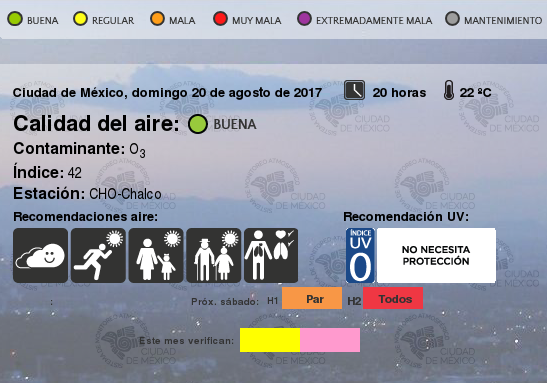 BUENA REGULAR MALA MUY MALA EXTREMADAMENTE MALA MANTENIMIENTO
Ciudad de México, domingo 20 de agosto de 2017 20 horas 22 ºC
Calidad del aire: BUENA
Contaminante: O3
Índice: 42
Estación: CHO-Chalco
Recomendaciones aire: Recomendación UV:
ÍNDICE
UV
0
NO NECESITA
PROTECCIÓN
: Próx. sábado: H1 Par H2 Todos
Este mes verifican:
CIUDAD
DE MÉXICO